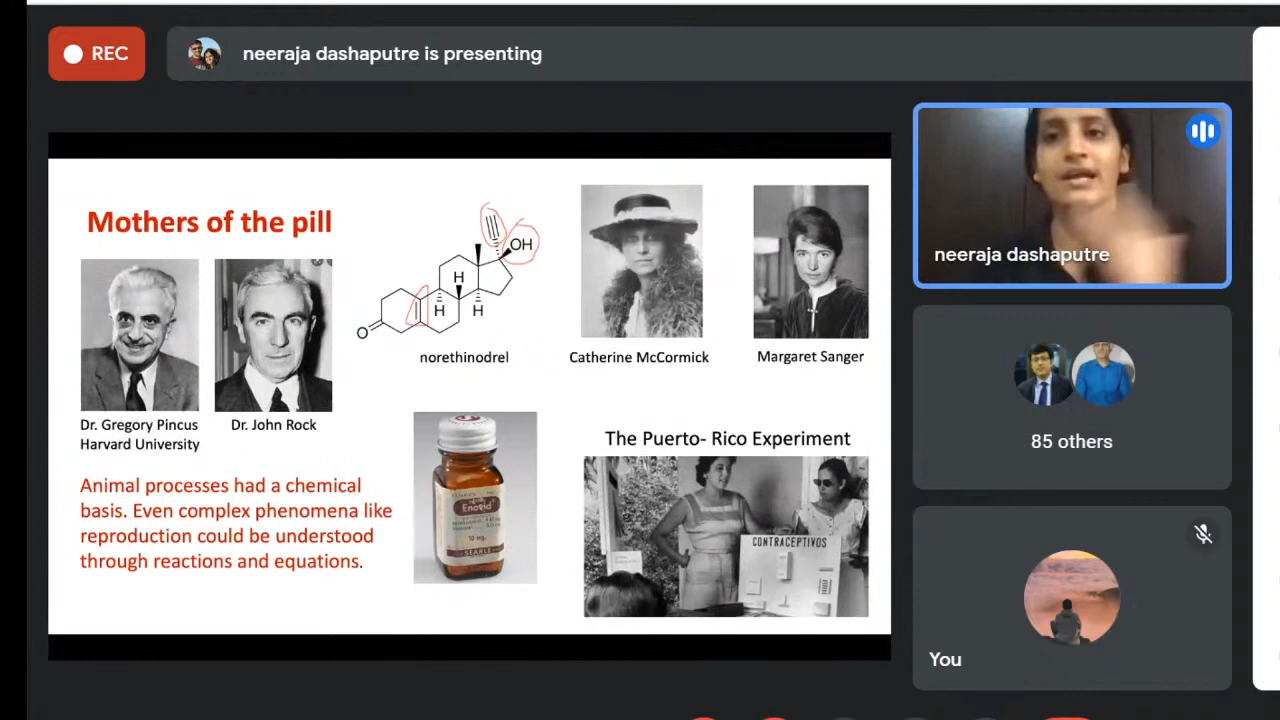 REC
neeraja dashaputre is presenting
Mothers of the pill
OH
H
H
H
O
norethinodrel
Catherine McCormick
Margaret Sanger
Dr. Gregory Pincus
Harvard University
Dr. John Rock
Animal processes had a chemical
basis. Even complex phenomena like
reproduction could be understood
through reactions and equations.
Enovid
10 mg.
SEARLE
The Puerto- Rico Experiment
CONTRACEPTIVOS
neeraja dashaputre
85 others
You